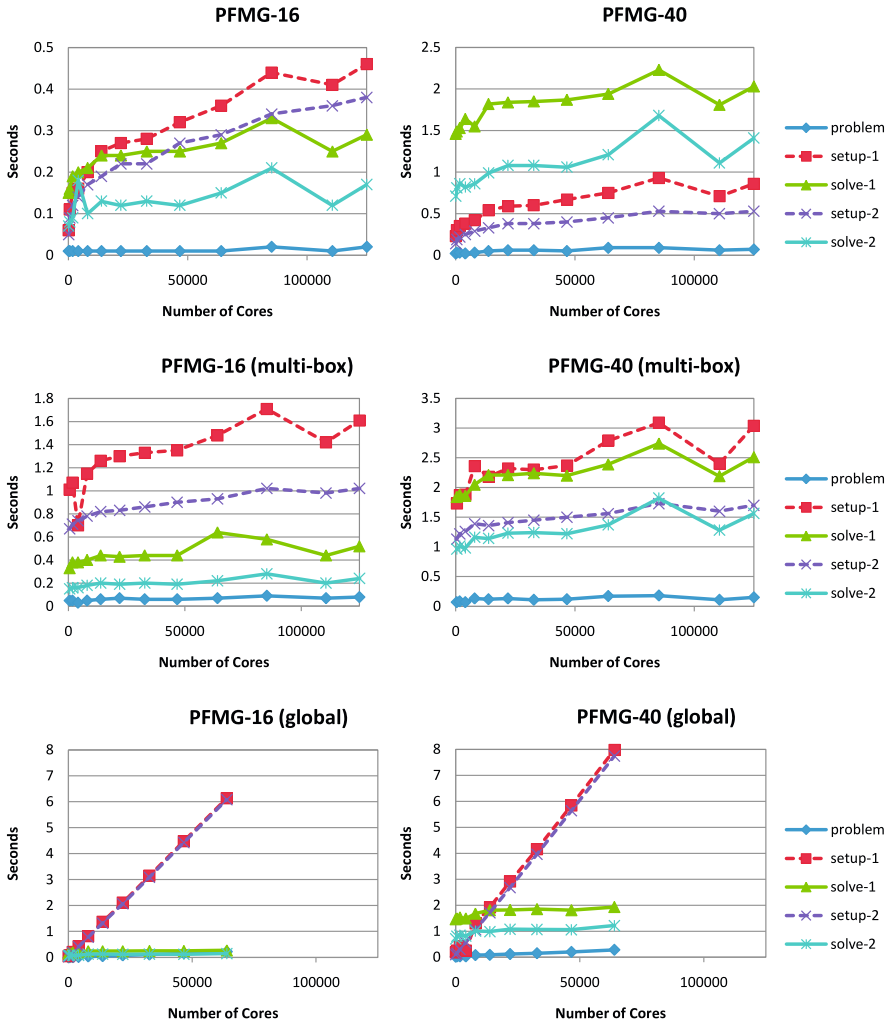 PFMG-16
0.5
0.4
0.3
0.2
0.1
0
Seconds
0
50000
100000
Number of Cores
PFMG-40
2.5
2
1.5
1
0.5
0
Seconds
0
50000
100000
Number of Cores
problem
setup-1
solve-1
setup-2
solve-2
PFMG-16 (multi-box)
1.8
1.6
1.4
1.2
1
0.8
0.6
0.4
0.2
0
Seconds
0
50000
100000
Number of Cores
PFMG-40 (multi-box)
3.5
3
2.5
2
1.5
1
0.5
0
Seconds
0
50000
100000
Number of Cores
problem
setup-1
solve-1
setup-2
solve-2
PFMG-16 (global)
8
7
6
5
4
3
2
1
0
Seconds
0
50000
100000
Number of Cores
PFMG-40 (global)
8
7
6
5
4
3
2
1
0
Seconds
0
50000
100000
Number of Cores
problem
setup-1
solve-1
setup-2
solve-2